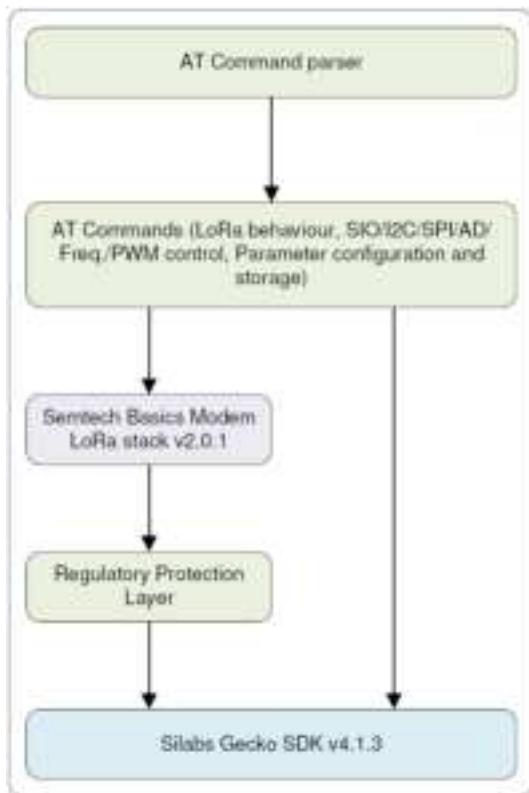 AT Command parser
AT Commands (LoRa behaviour, SIO/I2C/SPI/AD/
Freq./PWM control, Parameter configuration and
storage)
Semtech Basics Modem
LoRa stack v2.0.1
Regulatory Protection
Layer
Silabs Gecko SDK v4.1.3